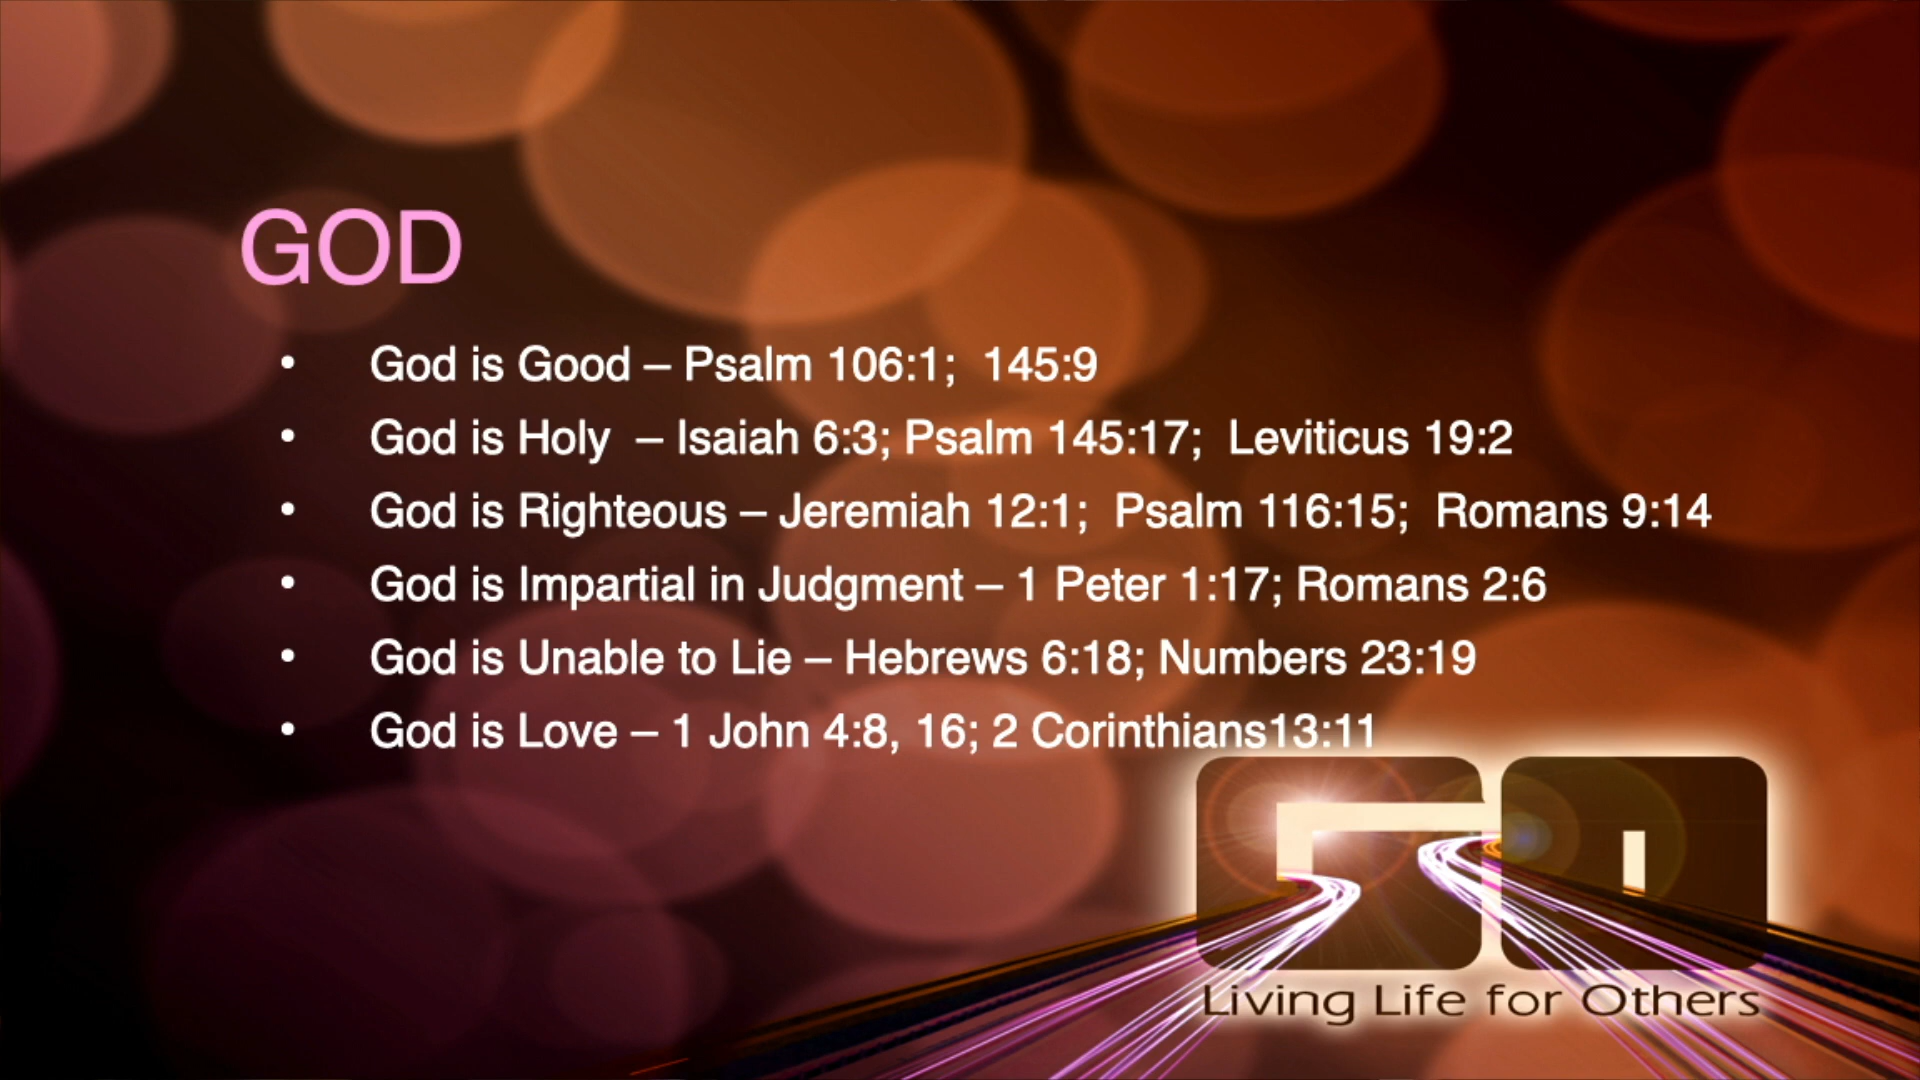 GOD
• God is Good – Psalm 106:1;  145:9
• God is Holy  – Isaiah 6:3; Psalm 145:17;  Leviticus 19:2
• God is Righteous – Jeremiah 12:1;  Psalm 116:15;  Romans 9:14
• God is Impartial in Judgment – 1 Peter 1:17; Romans 2:6
• God is Unable to Lie – Hebrews 6:18; Numbers 23:19
• God is Love – 1 John 4:8, 16; 2 Corinthians13:11
Living Life for Others